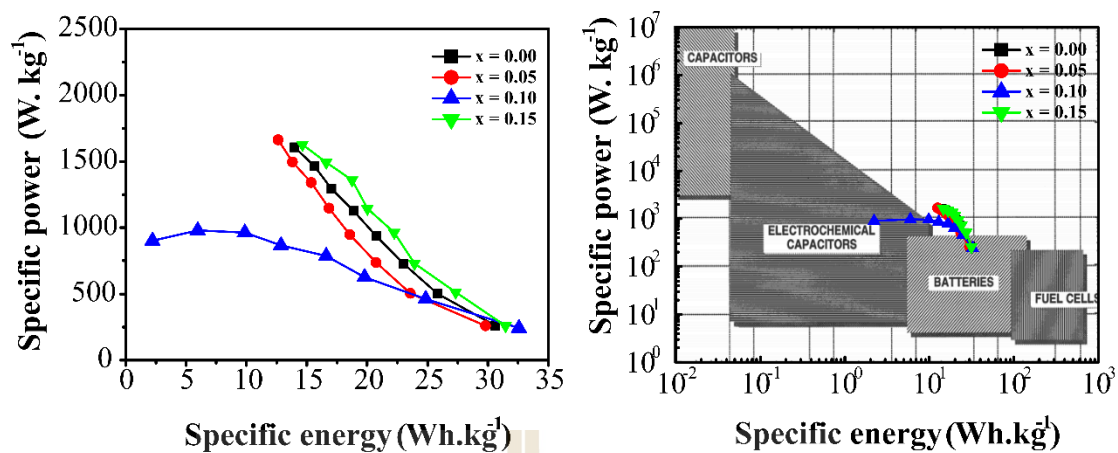 Specific power (W. kg-1)
2500
2000
1500
1000
500
0
x = 0.00
x = 0.05
x = 0.10
x = 0.15
0 5 10 15 20 25 30 35
Specific energy (Wh.kg-1)
Specific power (W. kg-1)
10^7
10^6
10^5
10^4
10^3
10^2
10^1
10^0
CAPACITORS
x = 0.00
x = 0.05
x = 0.10
x = 0.15
ELECTROCHEMICAL
CAPACITORS
BATTERIES
FUEL CELLS
10^-2 10^-1 10^0 10^1 10^2 10^3
Specific energy (Wh.kg-1)